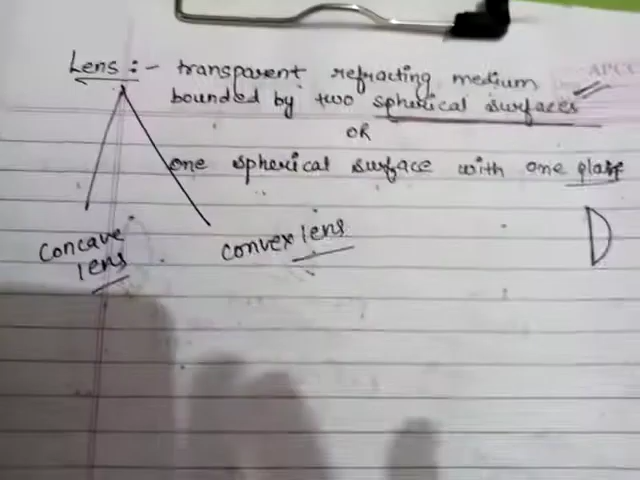 Lens :- transparent refracting medium
bounded by two spherical surfaces
OR
one spherical surface with one
concave lens
convex lens
APCC